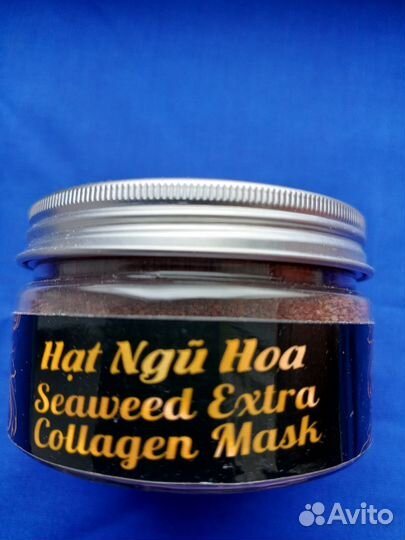 Hạt Ngũ Hoa
Seaweed Extra
Collagen Mask
Avito